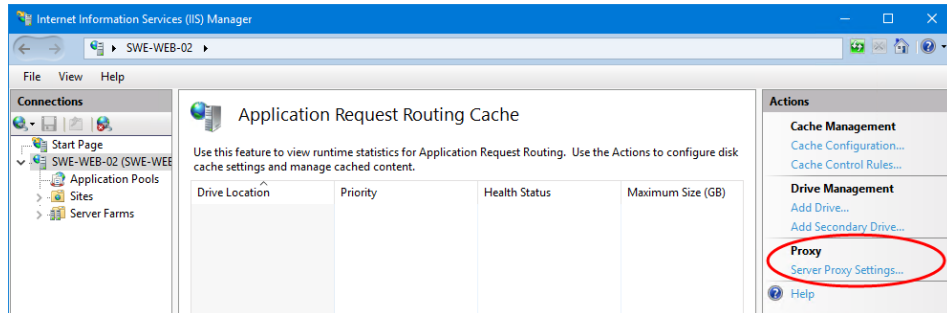 Internet Information Services (IIS) Manager
SWE-WEB-02
File View Help
Connections
Start Page
SWE-WEB-02 (SWE-WEE
Application Pools
Sites
Server Farms
Application Request Routing Cache
Use this feature to view runtime statistics for Application Request Routing. Use the Actions to configure disk
cache settings and manage cached content.
Drive Location Priority Health Status Maximum Size (GB)
Actions
Cache Management
Cache Configuration...
Cache Control Rules...
Drive Management
Add Drive...
Add Secondary Drive...
Proxy
Server Proxy Settings...
Help